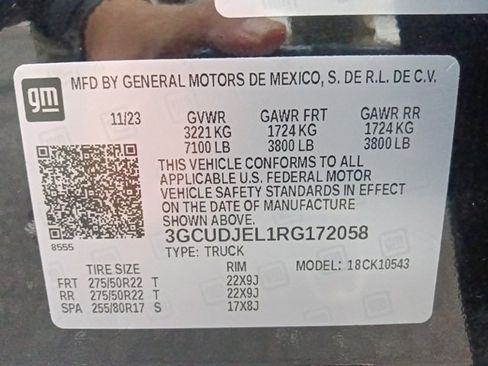 gm
MFD BY GENERAL MOTORS DE MEXICO, S. DE R.L. DE C.V.
11/23 GVWR GAWR FRT GAWR RR
3221 KG 1724 KG 1724 KG
7100 LB 3800 LB 3800 LB
THIS VEHICLE CONFORMS TO ALL
APPLICABLE U.S. FEDERAL MOTOR
VEHICLE SAFETY STANDARDS IN EFFECT
ON THE DATE OF MANUFACTURE
SHOWN ABOVE.
8555
3GCUDJEL1RG172058
TYPE: TRUCK
TIRE SIZE RIM MODEL: 18CK10543
FRT 275/50R22 T 22X9J
RR 275/50R22 T 22X9J
SPA 255/80R17 S 17X8J